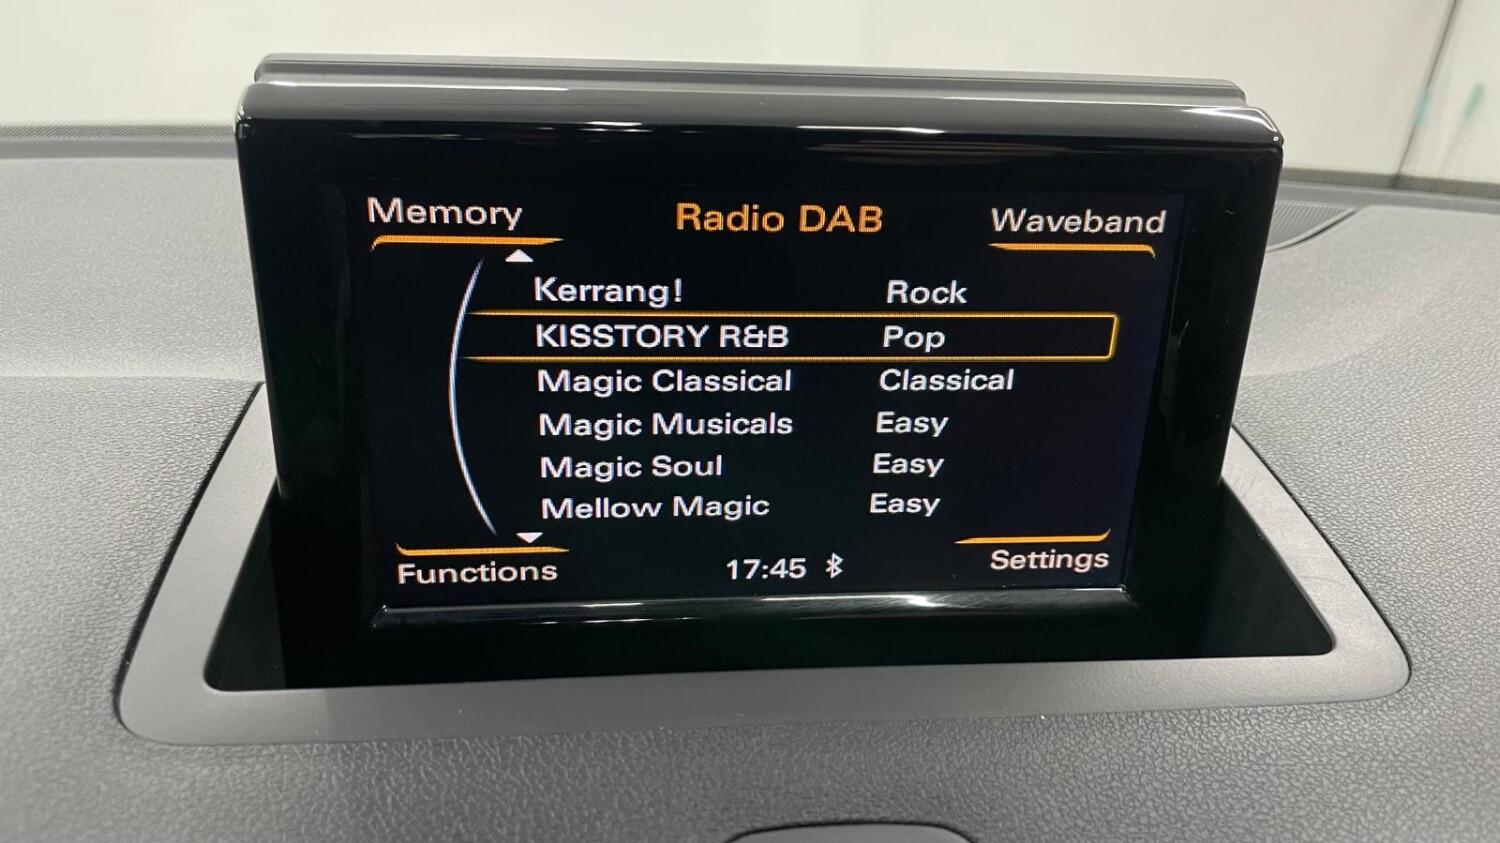 Memory Radio DAB Waveband
Kerrang! Rock
KISSTORY R&B Pop
Magic Classical Classical
Magic Musicals Easy
Magic Soul Easy
Mellow Magic Easy
Functions 17:45 Settings